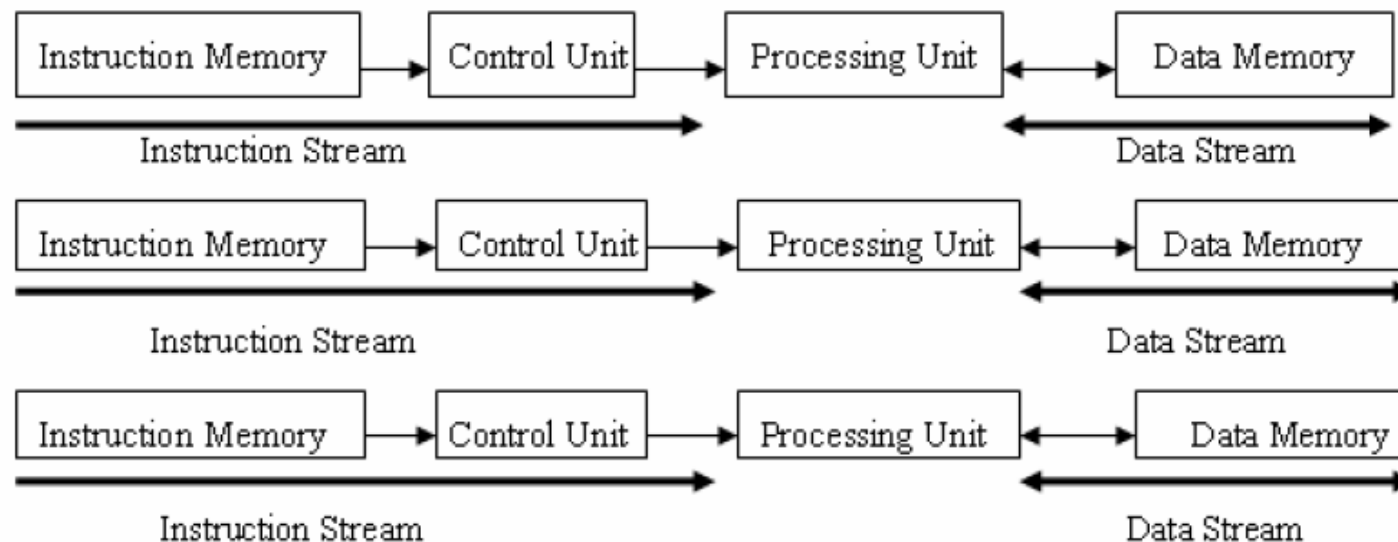 Instruction Memory Control Unit Processing Unit Data Memory
Instruction Stream Data Stream
Instruction Memory Control Unit Processing Unit Data Memory
Instruction Stream Data Stream
Instruction Memory Control Unit Processing Unit Data Memory
Instruction Stream Data Stream